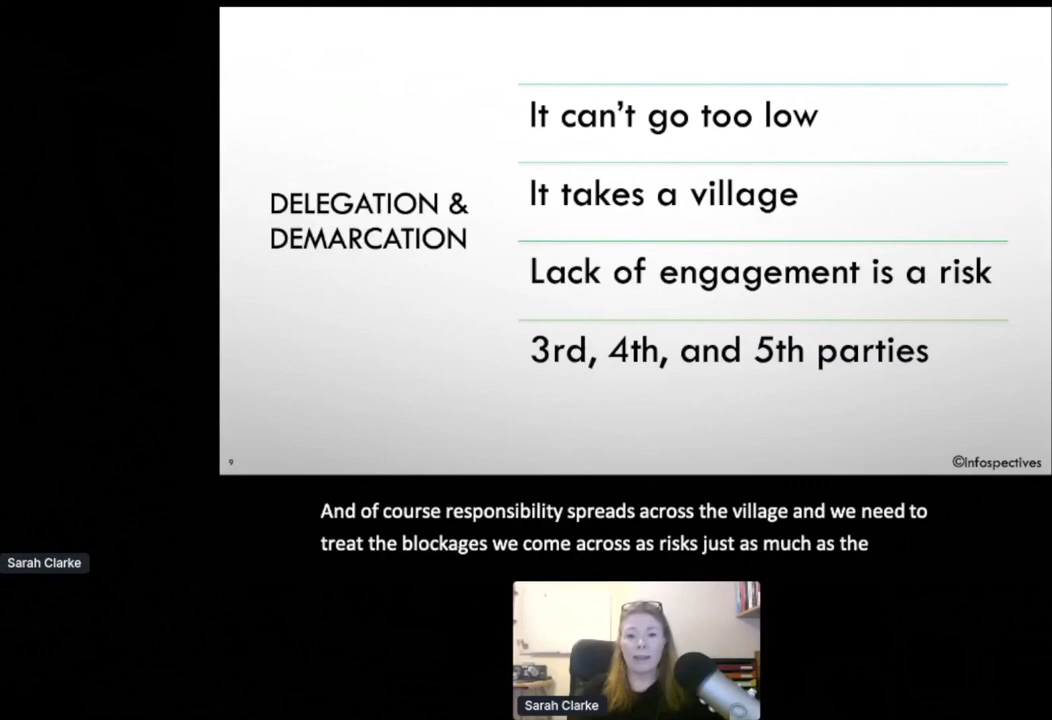 DELEGATION &
DEMARCATION
It can’t go too low
It takes a village
Lack of engagement is a risk
3rd, 4th, and 5th parties
9
©Infospectives
And of course responsibility spreads across the village and we need to
treat the blockages we come across as risks just as much as the
Sarah Clarke
Sarah Clarke